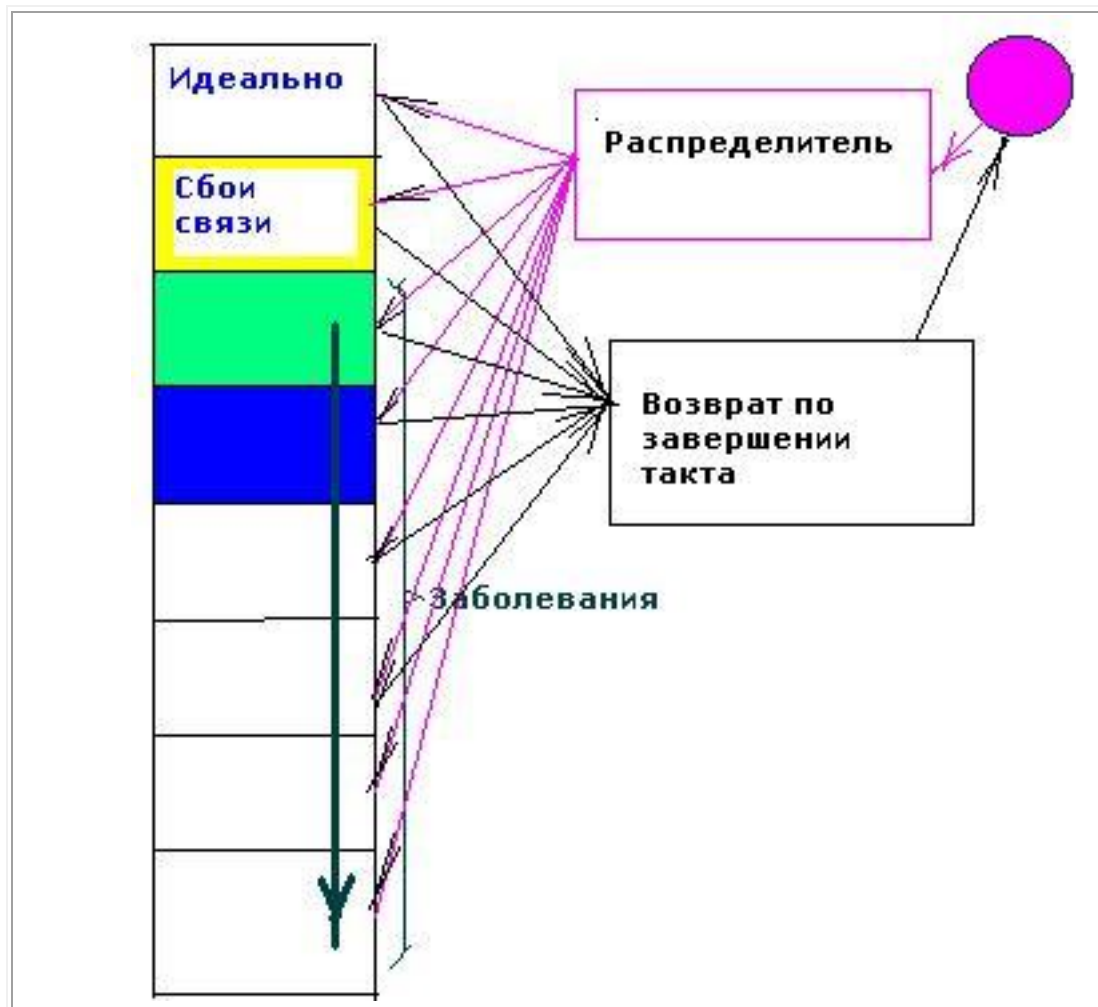 Идеально
Сбои
связи
Распределитель
Возврат по
завершении
такта
Заболевания